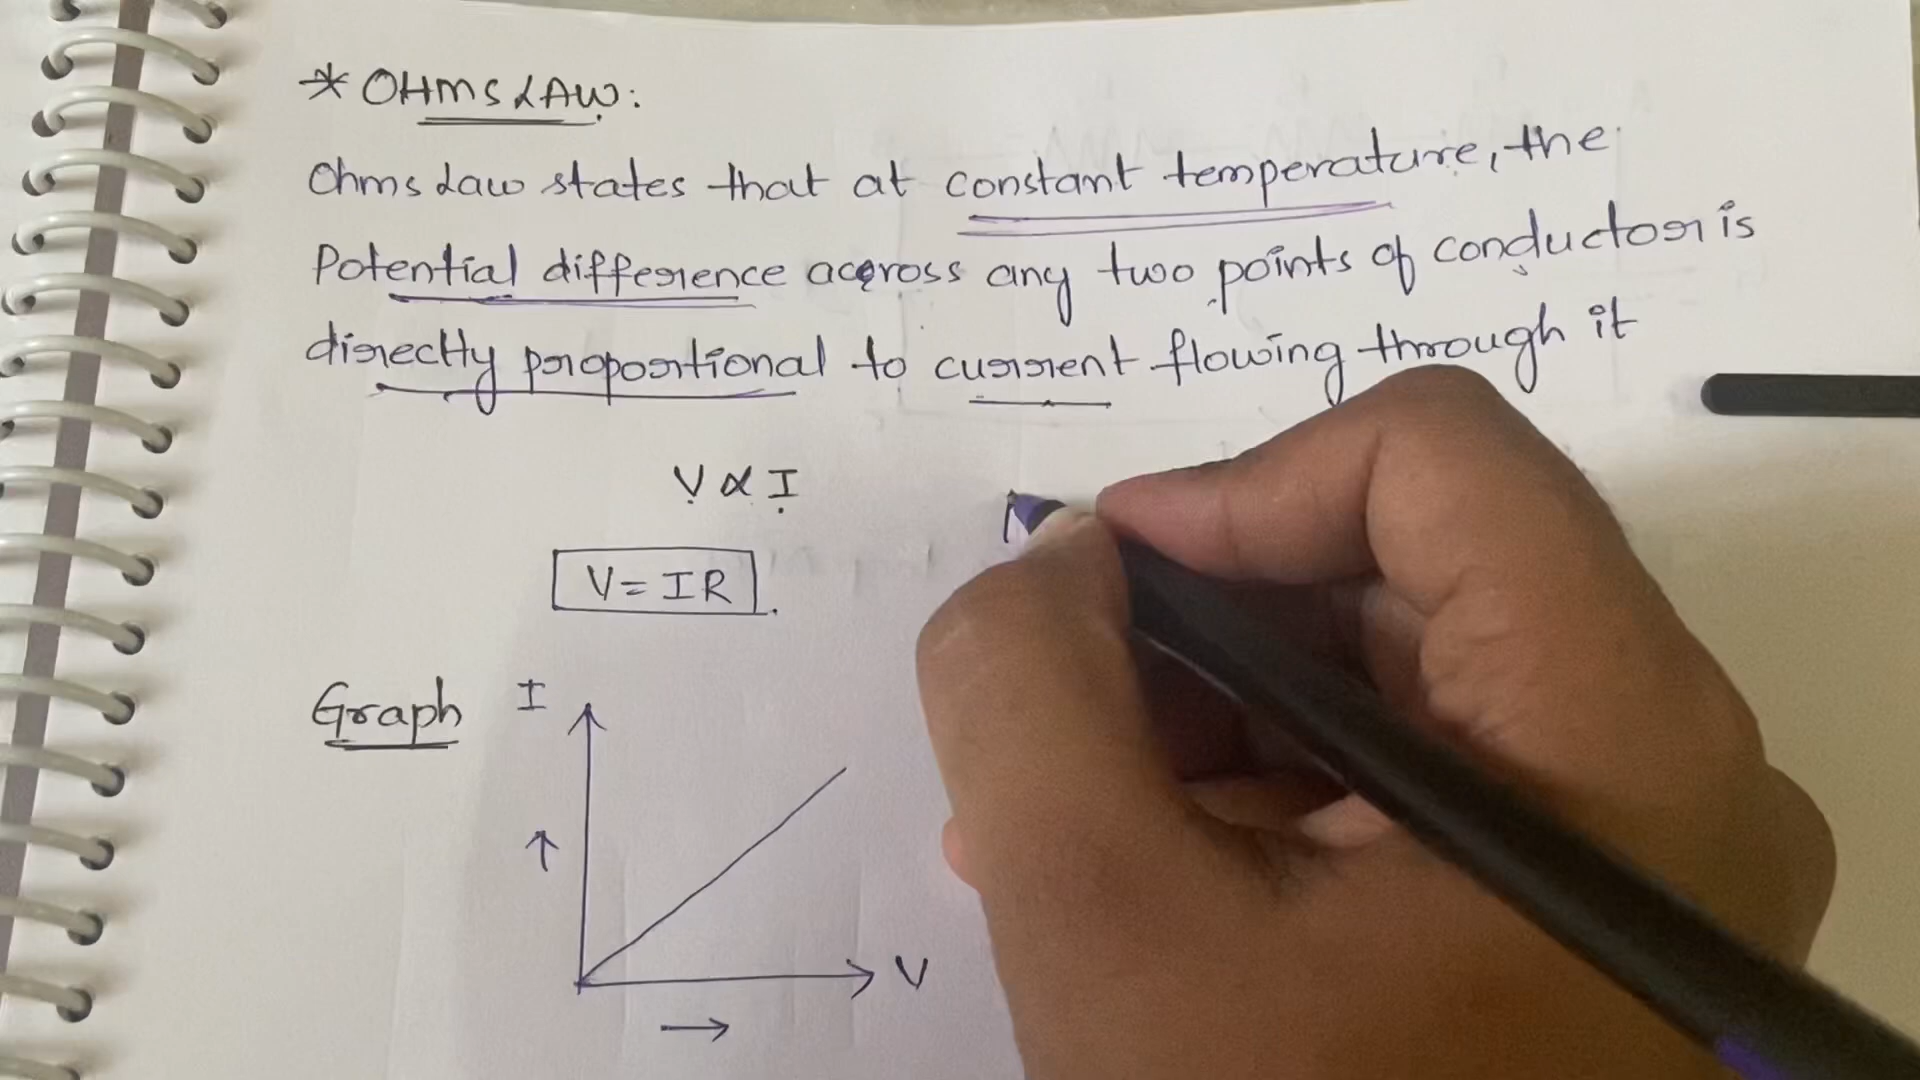 * OHMS LAW:
Ohms Law states that at constant temperature, the
Potential difference across any two points of conductor is
directly proportional to current flowing through it
V ∝ I
V = IR
Graph
I
↑
V
→